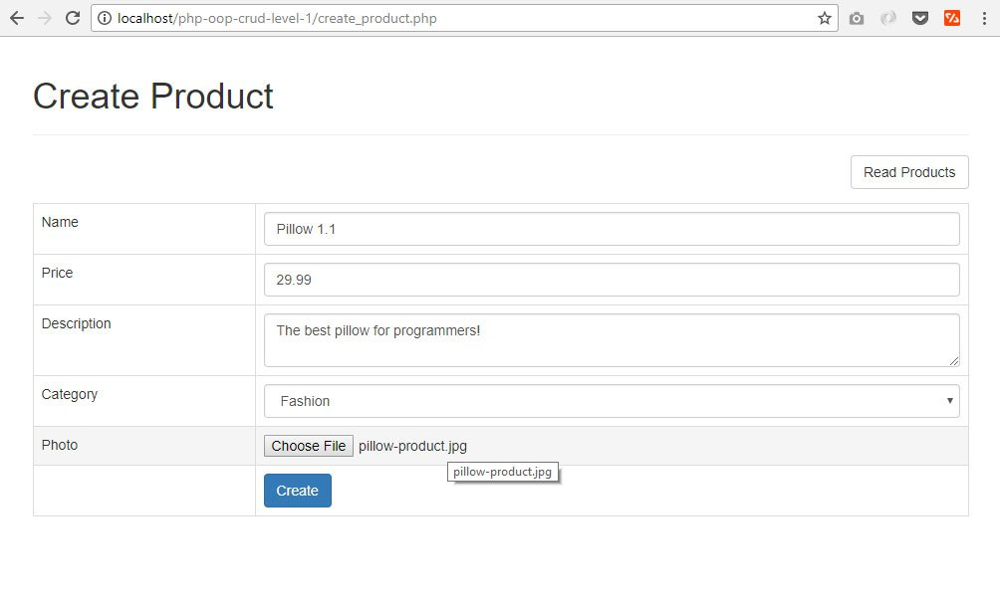 localhost/php-oop-crud-level-1/create_product.php
Create Product
Read Products
Name
Pillow 1.1
Price
29.99
Description
The best pillow for programmers!
Category
Fashion
Photo
Choose File pillow-product.jpg
pillow-product.jpg
Create